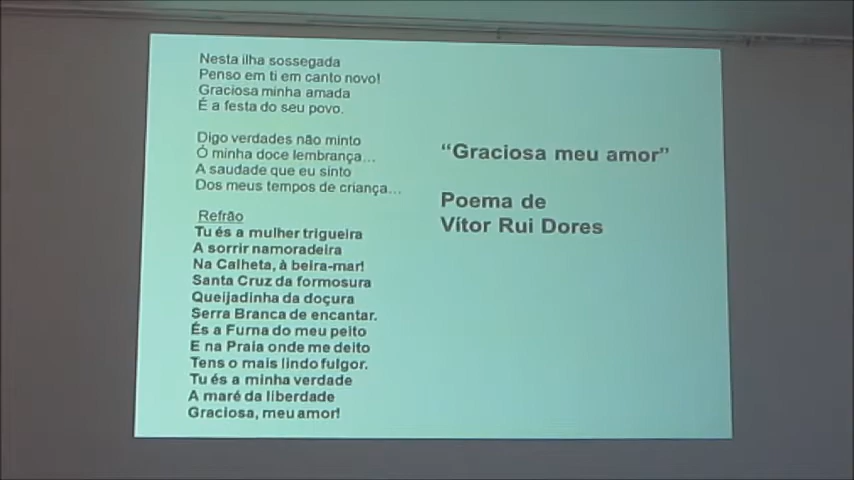 Nesta ilha sossegada
Penso em ti em canto novo!
Graciosa minha amada
É a festa do seu povo.
Digo verdades não minto
Ó minha doce lembrança...
A saudade que eu sinto
Dos meus tempos de criança...
Refrão
Tu és a mulher trigueira
A sorrir namoradeira
Na Calheta, à beira-mar!
Santa Cruz da formosura
Queijadinha da doçura
Serra Branca de encantar.
És a Furna do meu peito
E na Praia onde me deito
Tens o mais lindo fulgor.
Tu és a minha verdade
A maré da liberdade
Graciosa, meu amor!
“Graciosa meu amor”
Poema de
Vítor Rui Dores